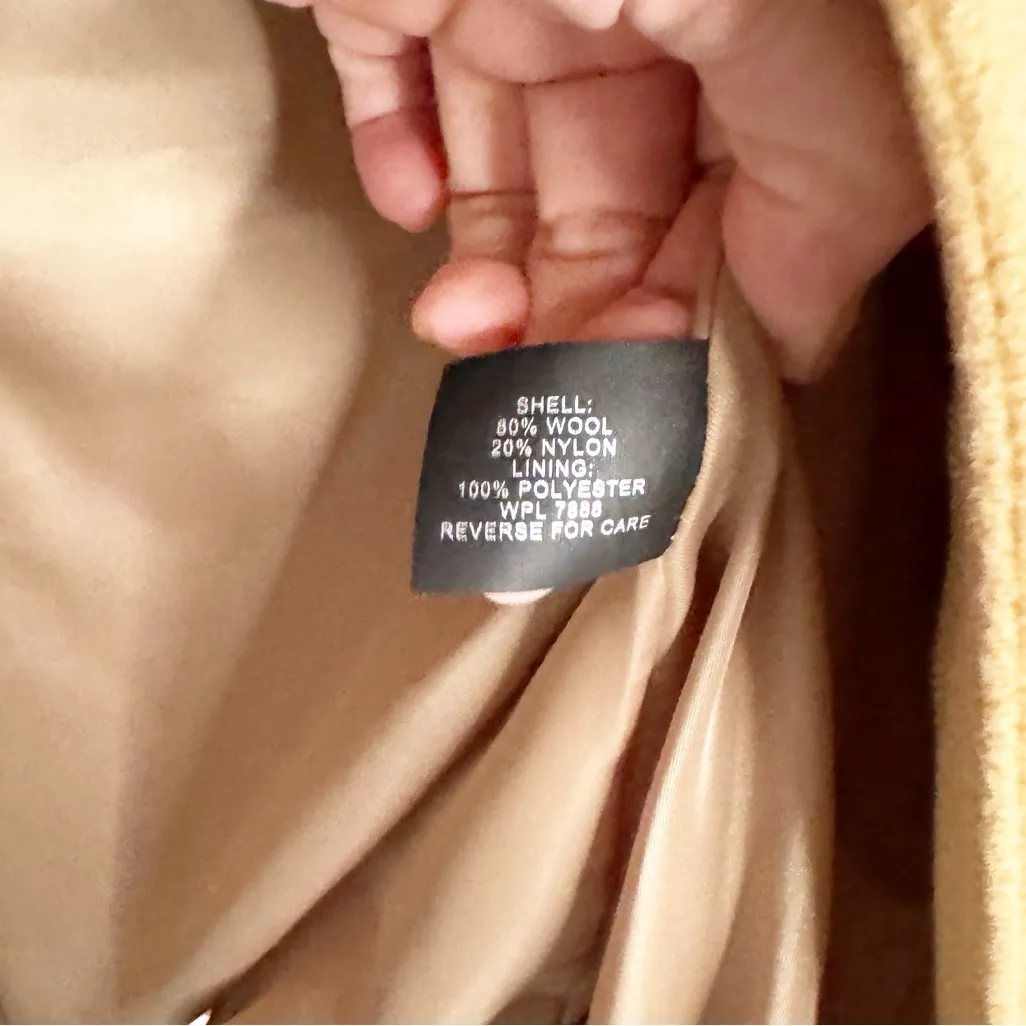 SHELL:
80% WOOL
20% NYLON
LINING:
100% POLYESTER
WPL 7888
REVERSE FOR CARE